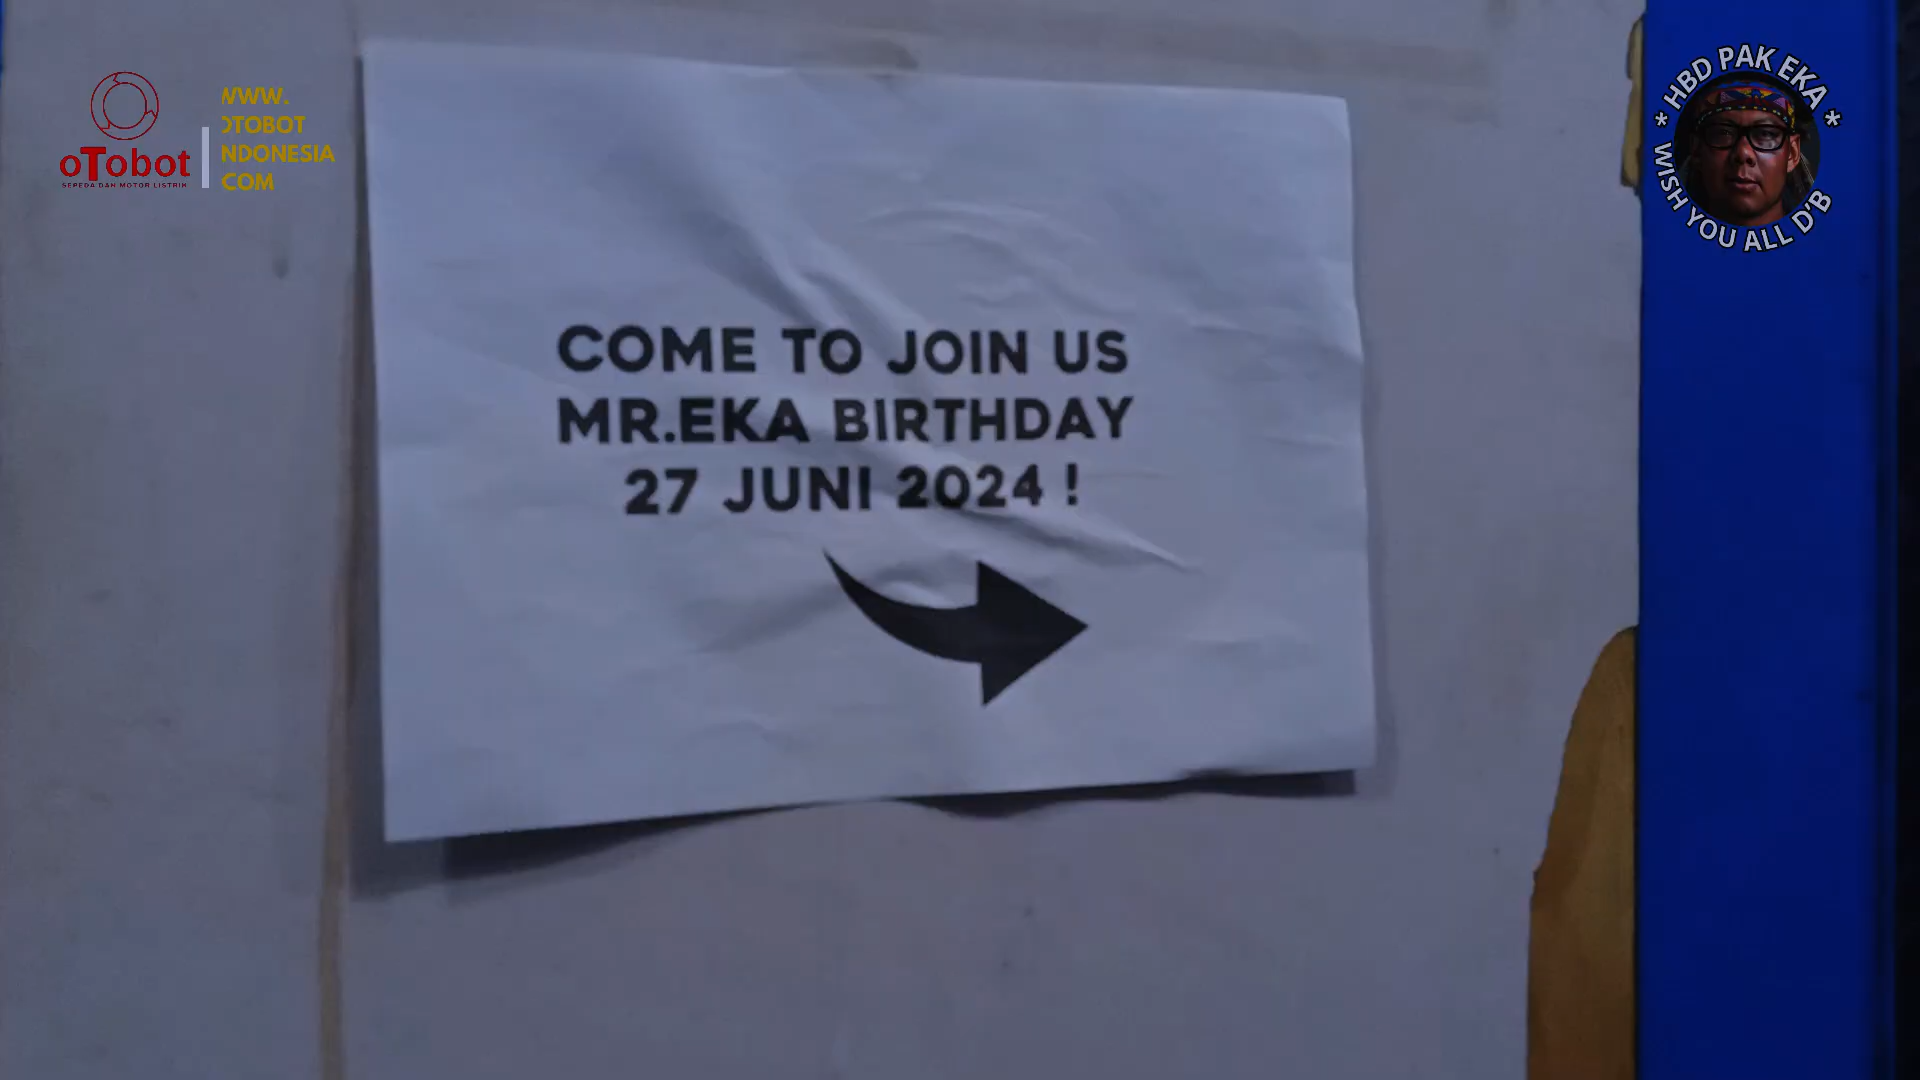 oTobot
SEPEDA DAN MOTOR LISTRIK
WWW.
OTOBOT
INDONESIA
.COM
* HBD PAK EKA *
WISH YOU ALL D'B
COME TO JOIN US
MR.EKA BIRTHDAY
27 JUNI 2024 !